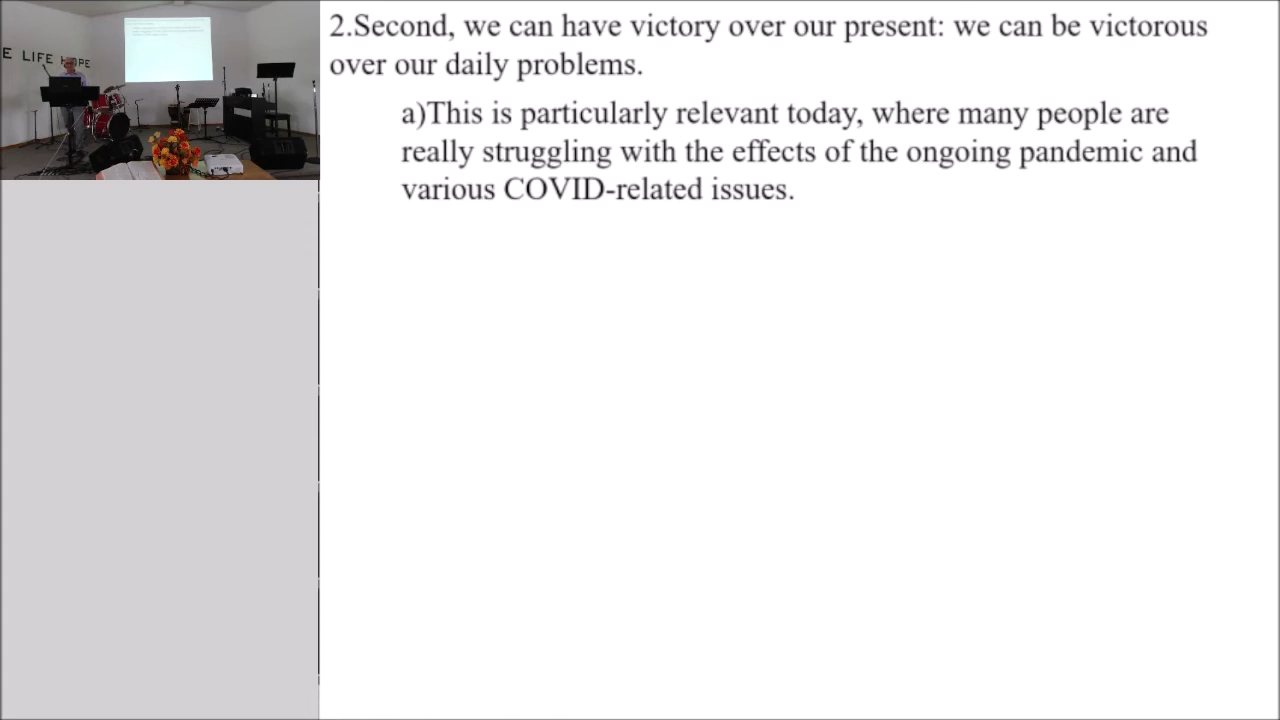 E LIFE HOPE
2.Second, we can have victory over our present: we can be victorous
over our daily problems.
a)This is particularly relevant today, where many people are
really struggling with the effects of the ongoing pandemic and
various COVID-related issues.